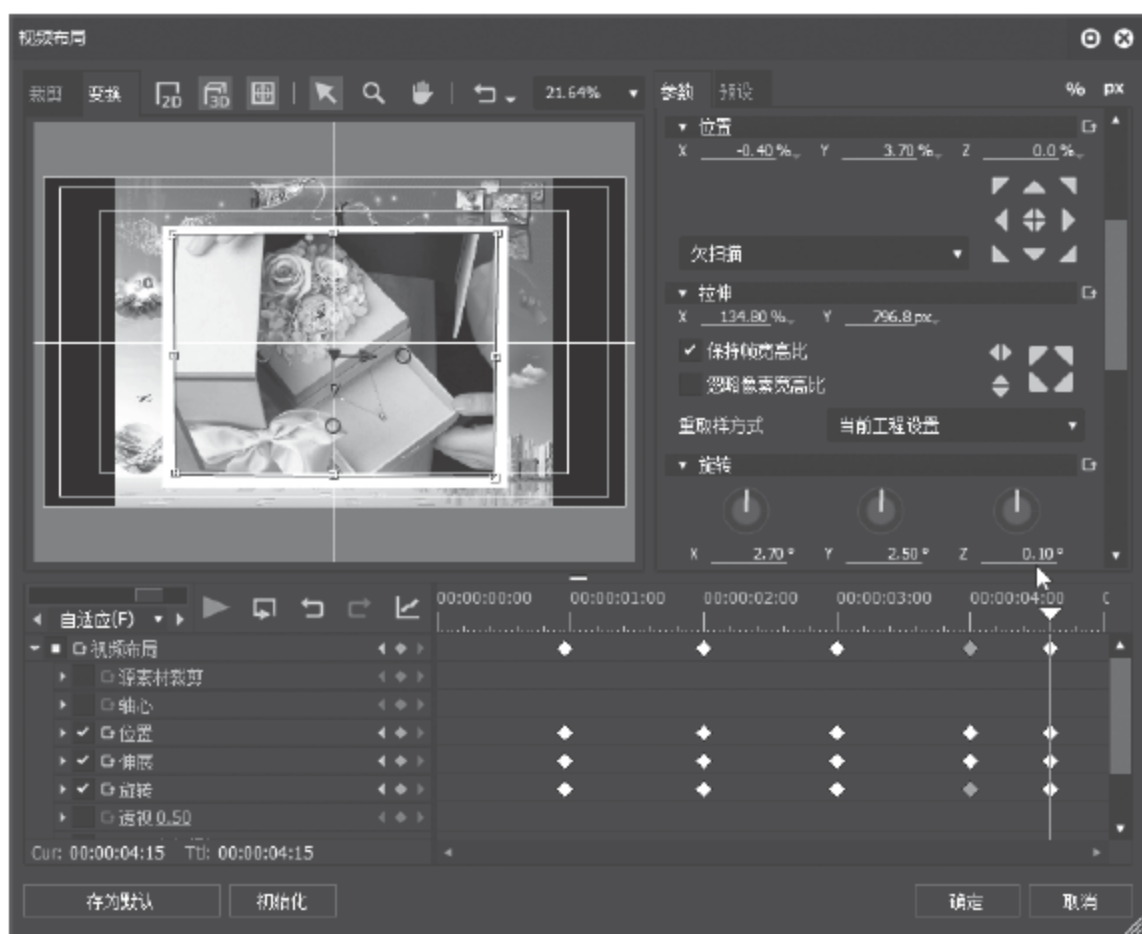 视频布局
裁剪 变换 2D 3D 21.64%
参数 预设 % px
位置
X -0.40 % Y 3.70 % Z 0.0 %
欠扫描
拉伸
X 134.80 % Y 796.8 px
保持帧宽高比
忽略像素宽高比
重取样方式 当前工程设置
旋转
X 2.70 ° Y 2.50 ° Z 0.10 °
自适应(F)
00:00:00:00 00:00:01:00 00:00:02:00 00:00:03:00 00:00:04:00
视频布局
源素材裁剪
轴心
位置
伸展
旋转
透视 0.50
Cur: 00:00:04:15 Ttl: 00:00:04:15
存为默认 初始化 确定 取消